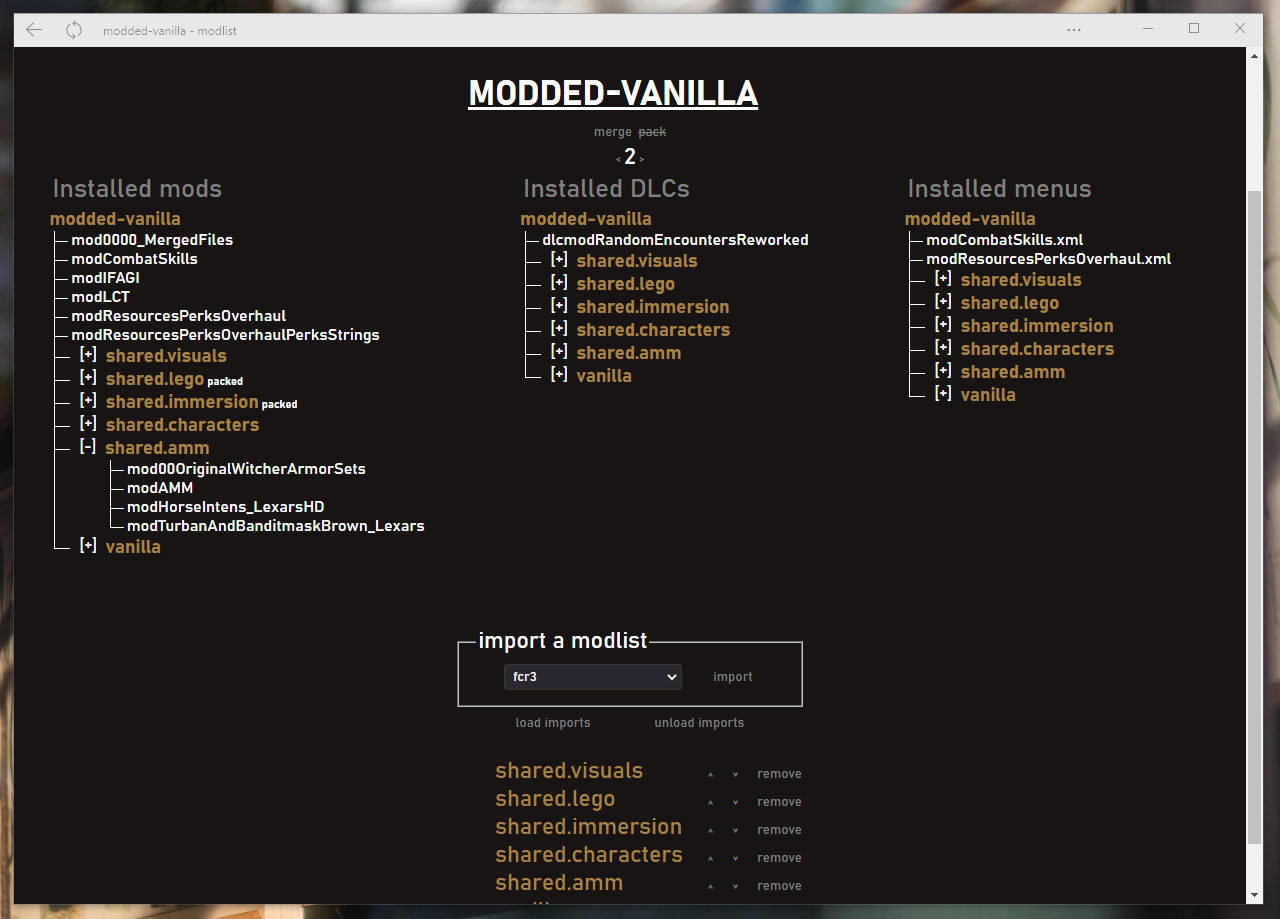 modded-vanilla - modlist
MODDED-VANILLA
merge pack
< 2 >
Installed mods
modded-vanilla
mod0000_MergedFiles
modCombatSkills
modIFAGI
modLCT
modResourcesPerksOverhaul
modResourcesPerksOverhaulPerksStrings
[+] shared.visuals
[+] shared.lego packed
[+] shared.immersion packed
[+] shared.characters
[-] shared.amm
mod00OriginalWitcherArmorSets
modAMM
modHorseIntens_LexarsHD
modTurbanAndBanditmaskBrown_Lexars
[+] vanilla
Installed DLCs
modded-vanilla
dlcmodRandomEncountersReworked
[+] shared.visuals
[+] shared.lego
[+] shared.immersion
[+] shared.characters
[+] shared.amm
[+] vanilla
Installed menus
modded-vanilla
modCombatSkills.xml
modResourcesPerksOverhaul.xml
[+] shared.visuals
[+] shared.lego
[+] shared.immersion
[+] shared.characters
[+] shared.amm
[+] vanilla
import a modlist
fcr3 import
load imports unload imports
shared.visuals remove
shared.lego remove
shared.immersion remove
shared.characters remove
shared.amm remove